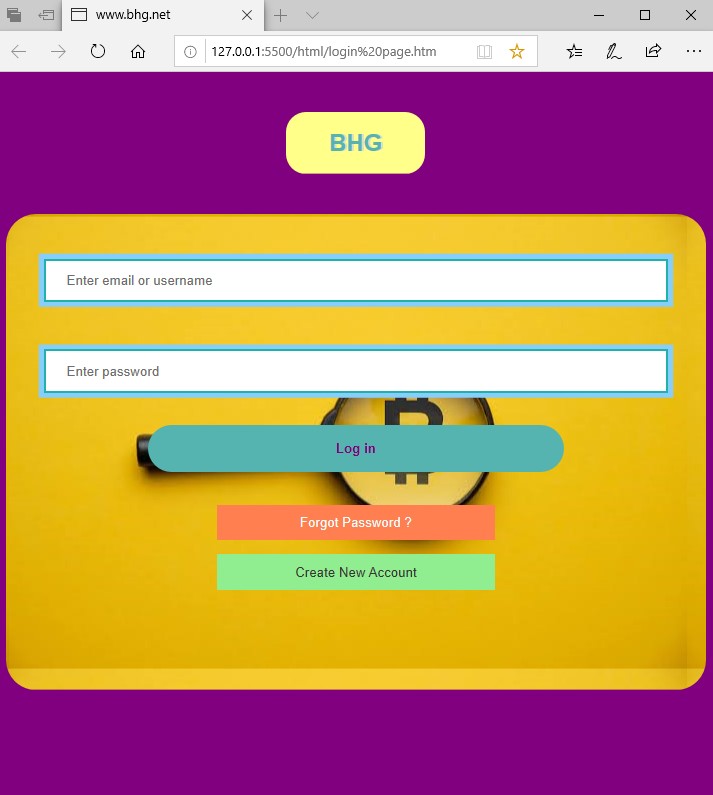 www.bhg.net
127.0.0.1:5500/html/login%20page.htm
BHG
Enter email or username
Enter password
Log in
Forgot Password ?
Create New Account